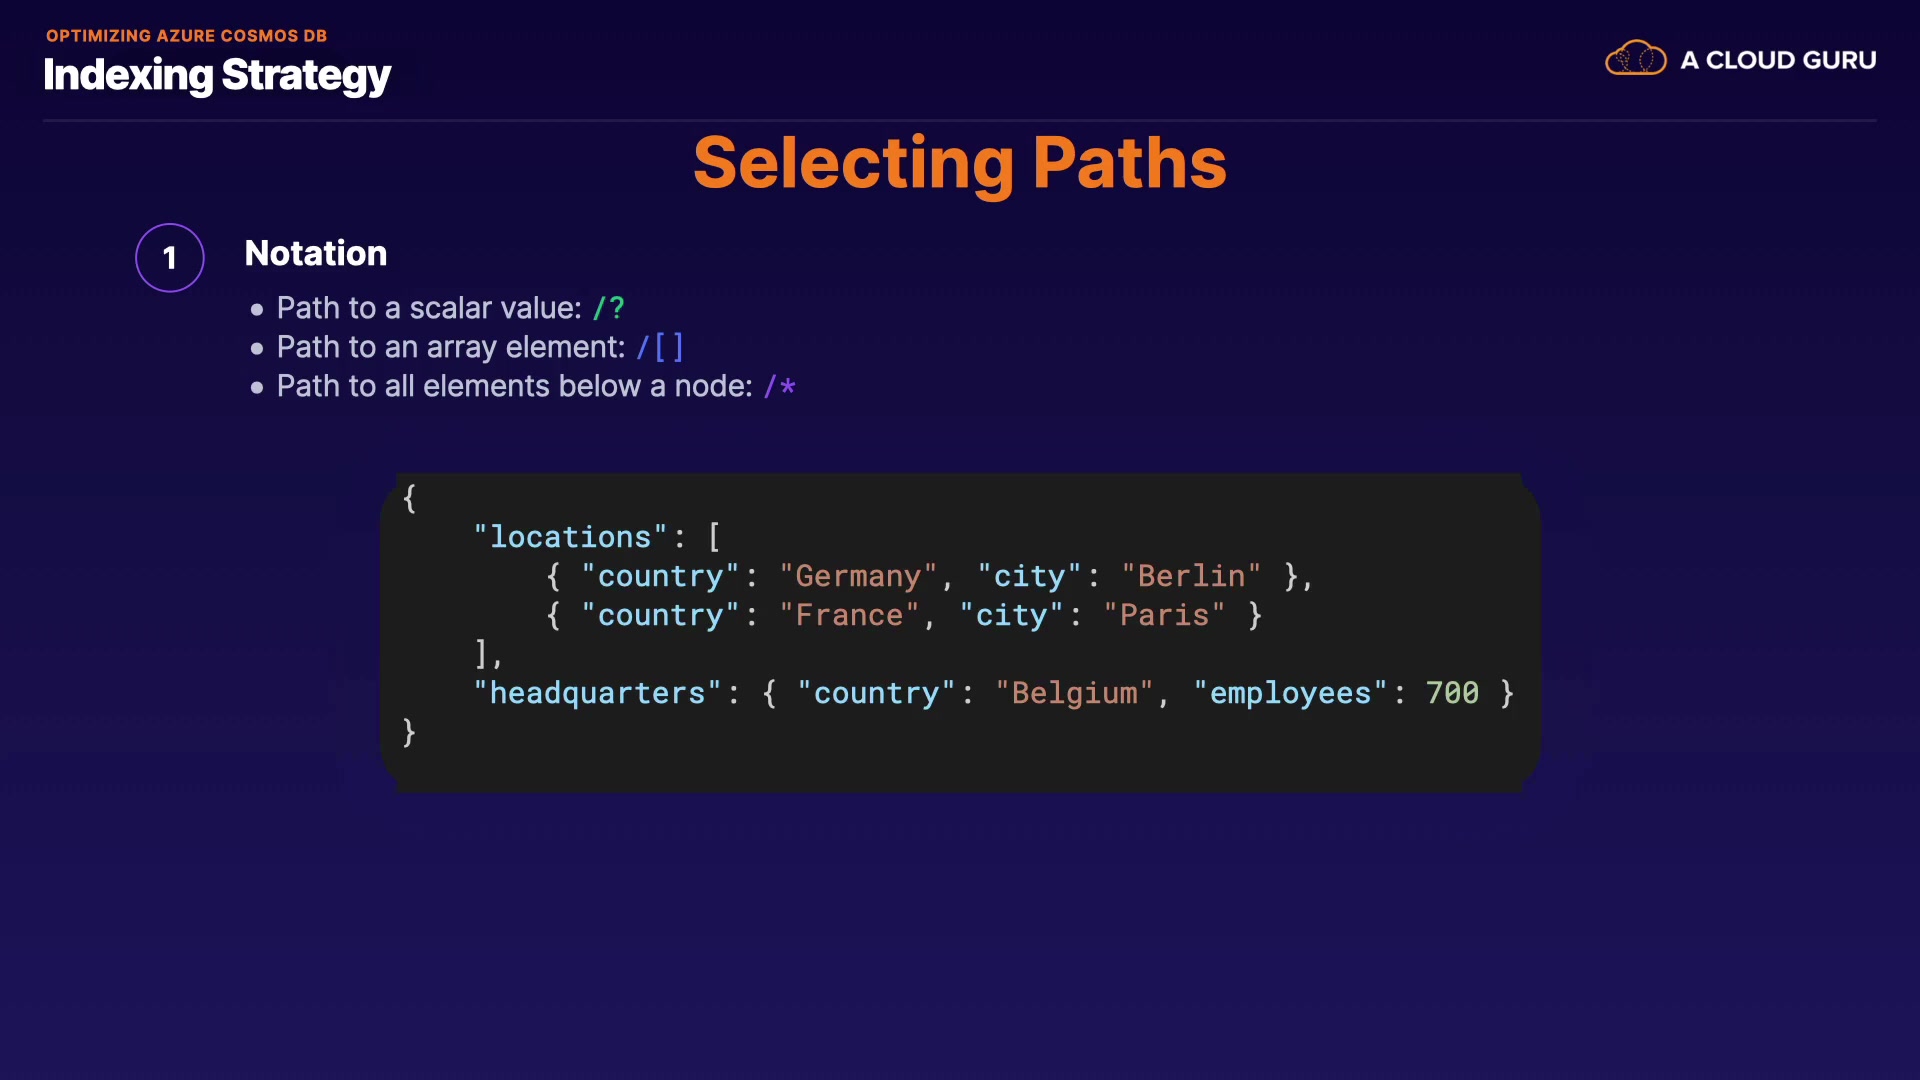 OPTIMIZING AZURE COSMOS DB
Indexing Strategy
A CLOUD GURU
Selecting Paths
1
Notation
• Path to a scalar value: /?
• Path to an array element: /[]
• Path to all elements below a node: /*
{
    "locations": [
        { "country": "Germany", "city": "Berlin" },
        { "country": "France", "city": "Paris" }
    ],
    "headquarters": { "country": "Belgium", "employees": 700 }
}